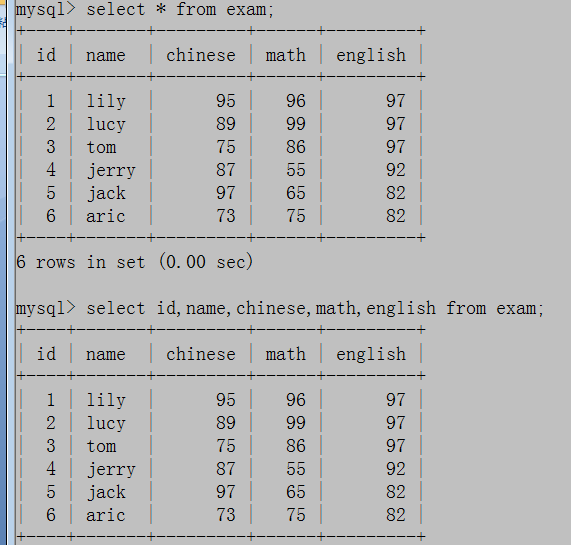 mysql> select * from exam;
+----+-------+---------+------+---------+
| id | name  | chinese | math | english |
+----+-------+---------+------+---------+
|  1 | lily  |      95 |   96 |      97 |
|  2 | lucy  |      89 |   99 |      97 |
|  3 | tom   |      75 |   86 |      97 |
|  4 | jerry |      87 |   55 |      92 |
|  5 | jack  |      97 |   65 |      82 |
|  6 | aric  |      73 |   75 |      82 |
+----+-------+---------+------+---------+
6 rows in set (0.00 sec)
mysql> select id,name,chinese,math,english from exam;
+----+-------+---------+------+---------+
| id | name  | chinese | math | english |
+----+-------+---------+------+---------+
|  1 | lily  |      95 |   96 |      97 |
|  2 | lucy  |      89 |   99 |      97 |
|  3 | tom   |      75 |   86 |      97 |
|  4 | jerry |      87 |   55 |      92 |
|  5 | jack  |      97 |   65 |      82 |
|  6 | aric  |      73 |   75 |      82 |
+----+-------+---------+------+---------+